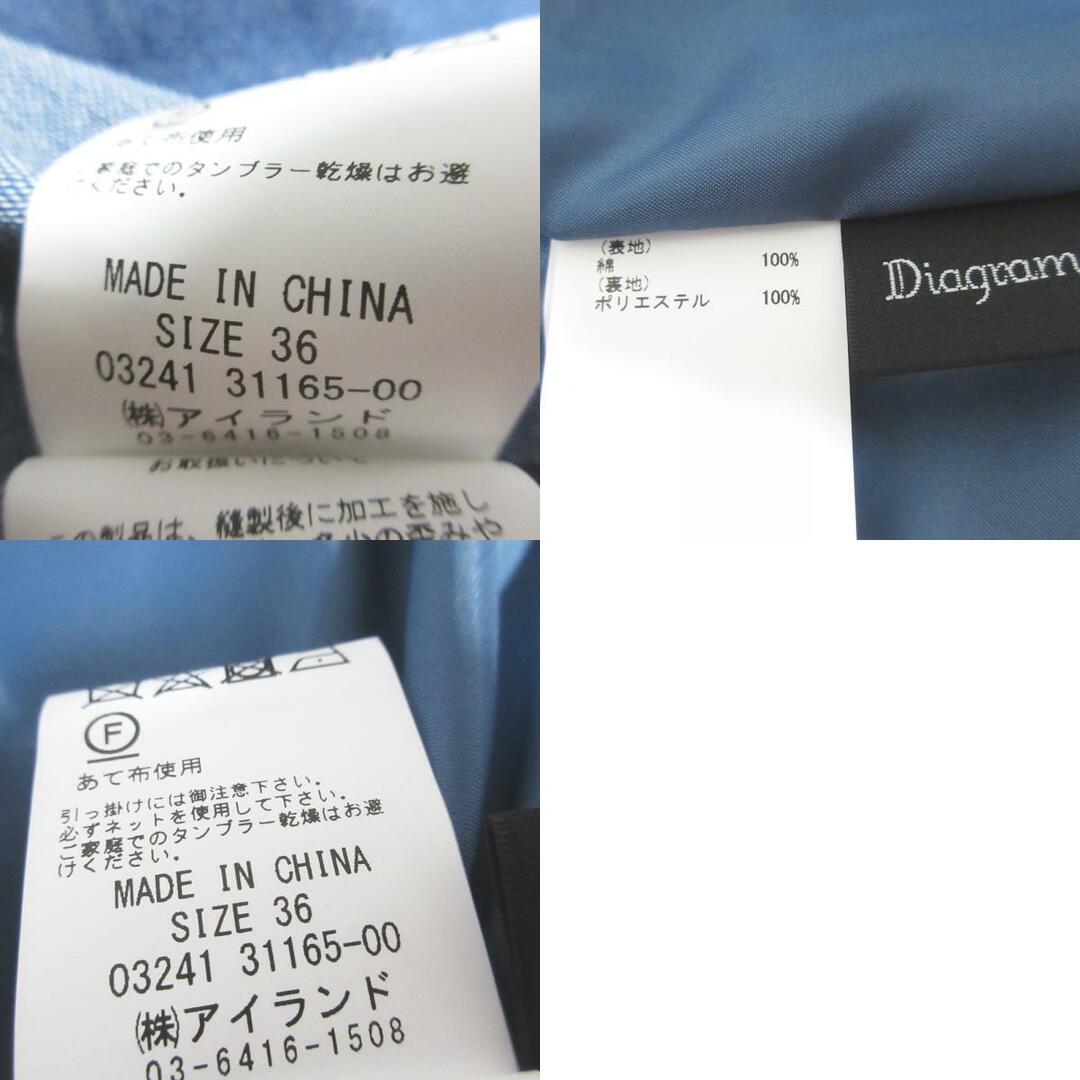 あて布使用
ご家庭でのタンブラー乾燥はお避
けください。
MADE IN CHINA
SIZE 36
03241 31165-00
㈱アイランド
03-6416-1508
お取扱いについて
この製品は、縫製後に加工を施し
多少の歪みや
(表地)
綿 100%
(裏地)
ポリエステル 100%
Diagram
F
あて布使用
引っ掛けには御注意下さい。
必ずネットを使用して下さい。
ご家庭でのタンブラー乾燥はお避
けください。
MADE IN CHINA
SIZE 36
03241 31165-00
㈱アイランド
03-6416-1508